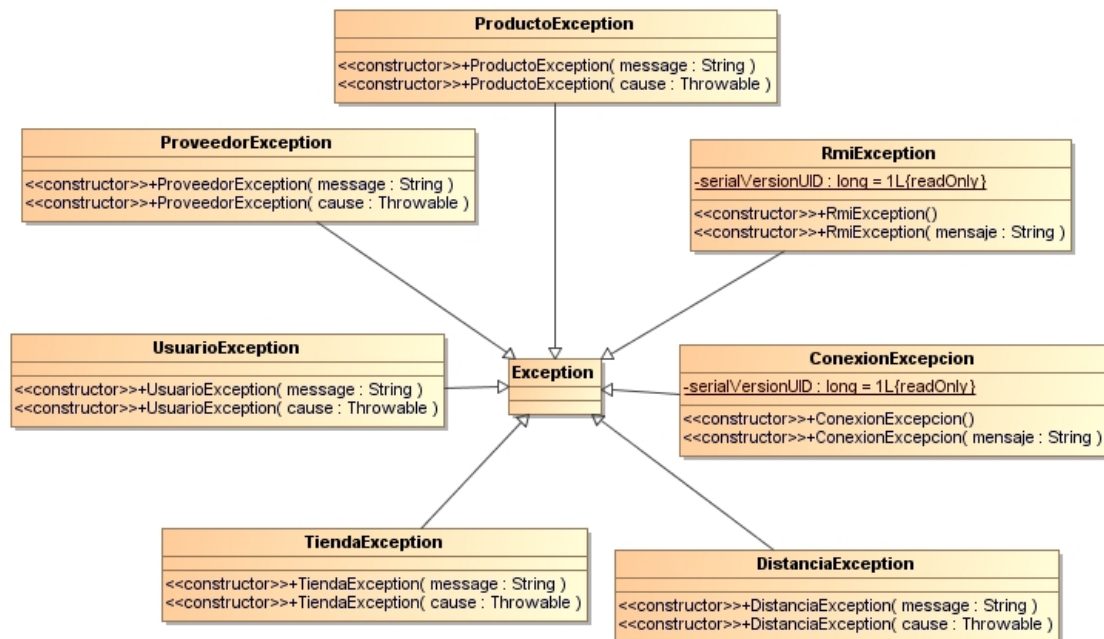 ProductoException
<<constructor>>+ProductoException( message : String )
<<constructor>>+ProductoException( cause : Throwable )
ProveedorException
<<constructor>>+ProveedorException( message : String )
<<constructor>>+ProveedorException( cause : Throwable )
RmiException
-serialVersionUID : long = 1L{readOnly}
<<constructor>>+RmiException()
<<constructor>>+RmiException( mensaje : String )
UsuarioException
<<constructor>>+UsuarioException( message : String )
<<constructor>>+UsuarioException( cause : Throwable )
Exception
ConexionExcepcion
-serialVersionUID : long = 1L{readOnly}
<<constructor>>+ConexionExcepcion()
<<constructor>>+ConexionExcepcion( mensaje : String )
TiendaException
<<constructor>>+TiendaException( message : String )
<<constructor>>+TiendaException( cause : Throwable )
DistanciaException
<<constructor>>+DistanciaException( message : String )
<<constructor>>+DistanciaException( cause : Throwable )